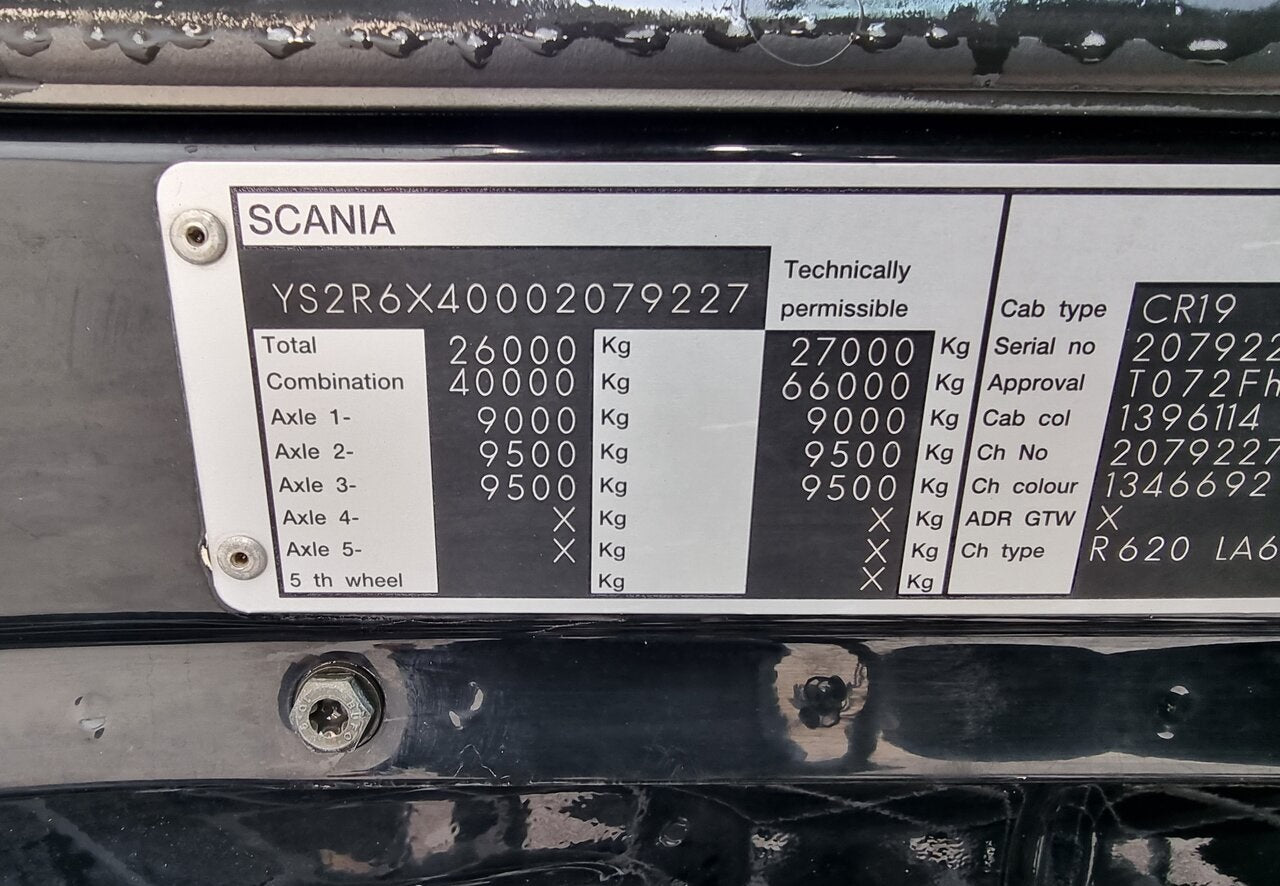 SCANIA
YS2R6X40002079227
Technically
permissible
Total 26000 Kg 27000 Kg
Combination 40000 Kg 66000 Kg
Axle 1- 9000 Kg 9000 Kg
Axle 2- 9500 Kg 9500 Kg
Axle 3- 9500 Kg 9500 Kg
Axle 4- X Kg X Kg
Axle 5- X Kg X Kg
5 th wheel Kg X Kg
Cab type CR19
Serial no 207922
Approval T072Fh
Cab col 1396114
Ch No 2079227
Ch colour 1346692
ADR GTW X
Ch type R620 LA6